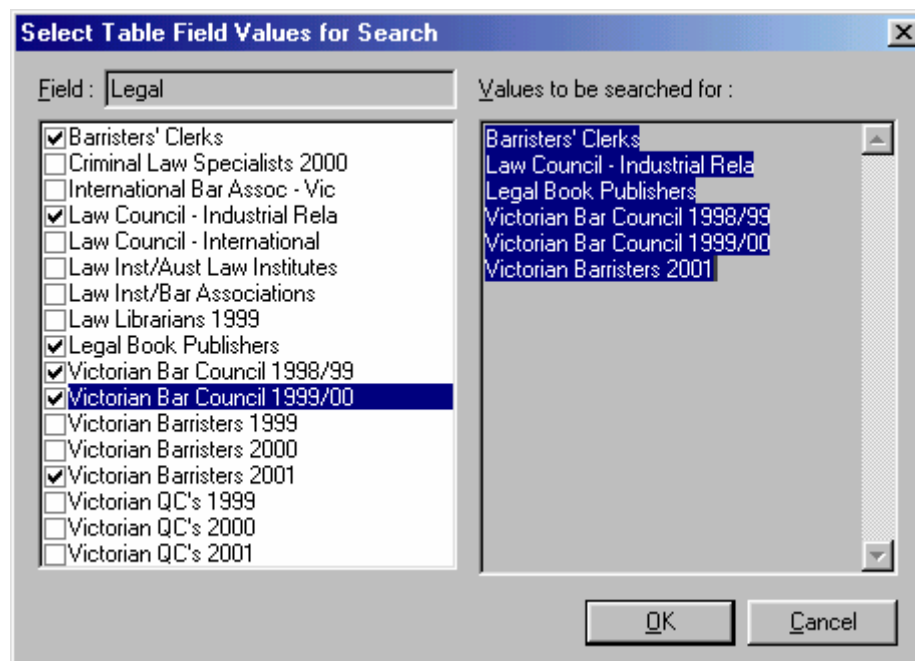 Select Table Field Values for Search
Field : Legal
Barristers' Clerks
Criminal Law Specialists 2000
International Bar Assoc - Vic
Law Council - Industrial Rela
Law Council - International
Law Inst/Aust Law Institutes
Law Inst/Bar Associations
Law Librarians 1999
Legal Book Publishers
Victorian Bar Council 1998/99
Victorian Bar Council 1999/00
Victorian Barristers 1999
Victorian Barristers 2000
Victorian Barristers 2001
Victorian QC's 1999
Victorian QC's 2000
Victorian QC's 2001
Values to be searched for :
Barristers' Clerks
Law Council - Industrial Rela
Legal Book Publishers
Victorian Bar Council 1998/99
Victorian Bar Council 1999/00
Victorian Barristers 2001
OK
Cancel